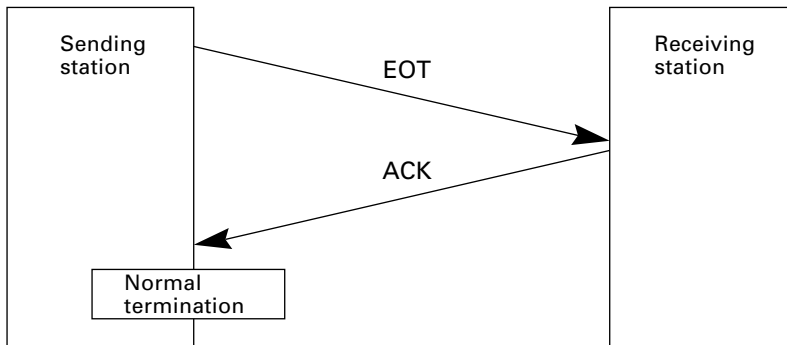 Sending
station
EOT
Receiving
station
ACK
Normal
termination